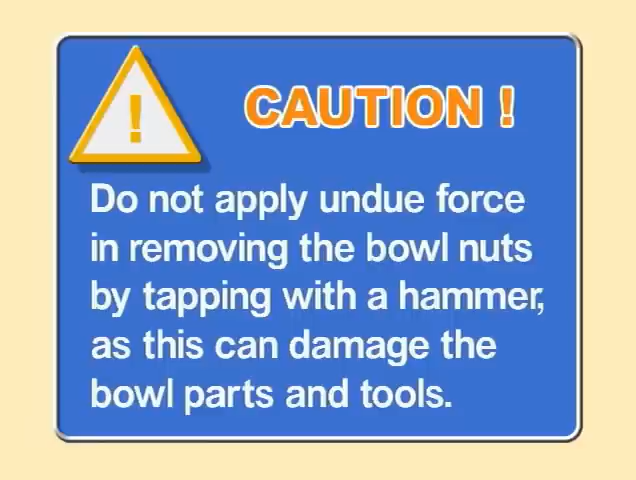 !
CAUTION !
Do not apply undue force
in removing the bowl nuts
by tapping with a hammer,
as this can damage the
bowl parts and tools.